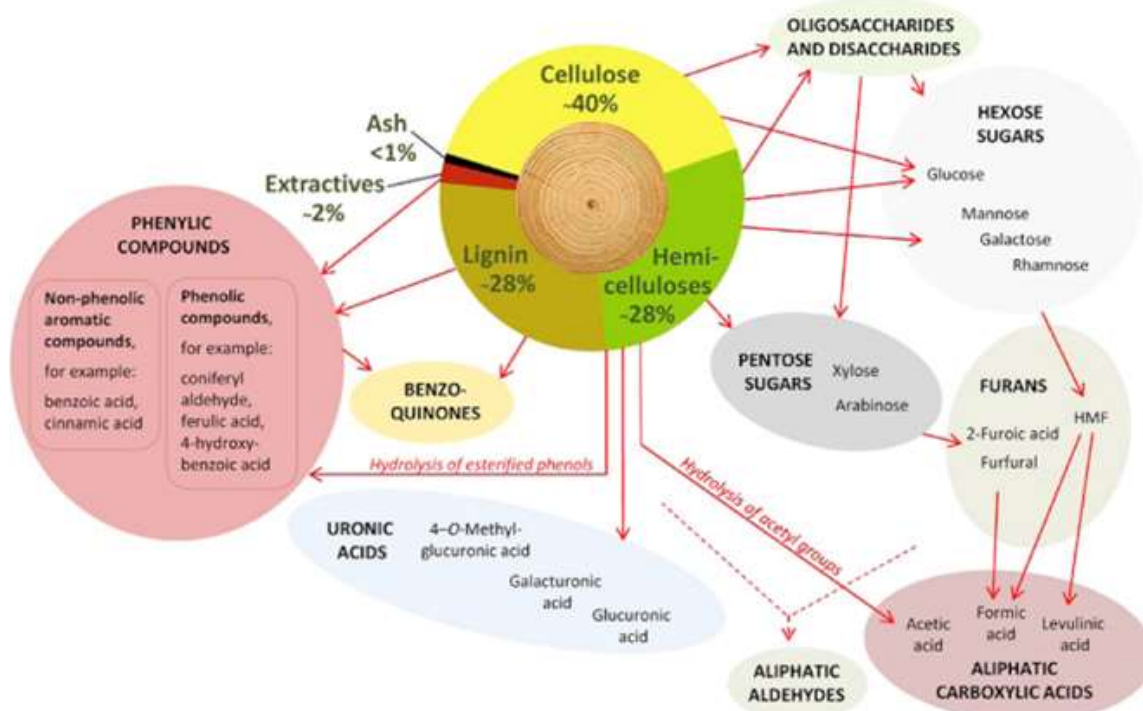 OLIGOSACCHARIDES
AND DISACCHARIDES
Cellulose
~40%
Ash
<1%
Extractives
~2%
Lignin
~28%
Hemi-
celluloses
~28%
HEXOSE
SUGARS
Glucose
Mannose
Galactose
Rhamnose
PHENYLIC
COMPOUNDS
Non-phenolic
aromatic
compounds,
for example:
benzoic acid,
cinnamic acid
Phenolic
compounds,
for example:
coniferyl
aldehyde,
ferulic acid,
4-hydroxy-
benzoic acid
BENZO-
QUINONES
PENTOSE
SUGARS
Xylose
Arabinose
FURANS
HMF
2-Furoic acid
Furfural
Hydrolysis of esterified phenols
Hydrolysis of acetyl groups
URONIC
ACIDS
4–O-Methyl-
glucuronic acid
Galacturonic
acid
Glucuronic
acid
ALIPHATIC
ALDEHYDES
Acetic
acid
Formic
acid
Levulinic
acid
ALIPHATIC
CARBOXYLIC ACIDS